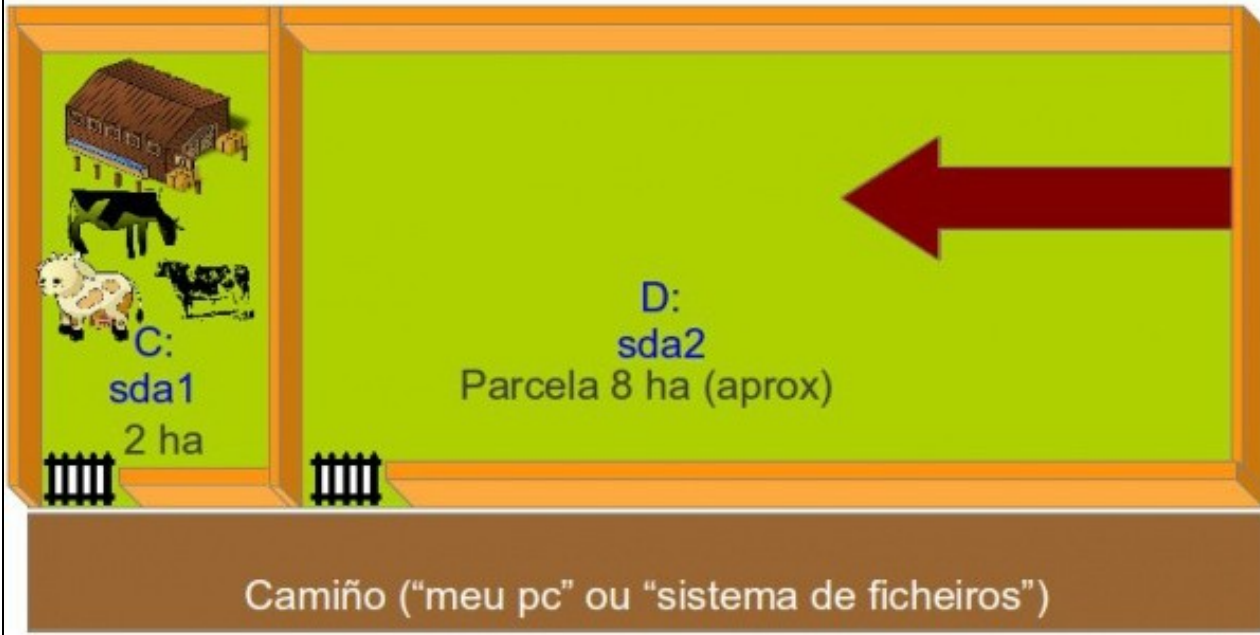 C:
sda1
2 ha
D:
sda2
Parcela 8 ha (aprox)
Camiño (“meu pc” ou “sistema de ficheiros”)